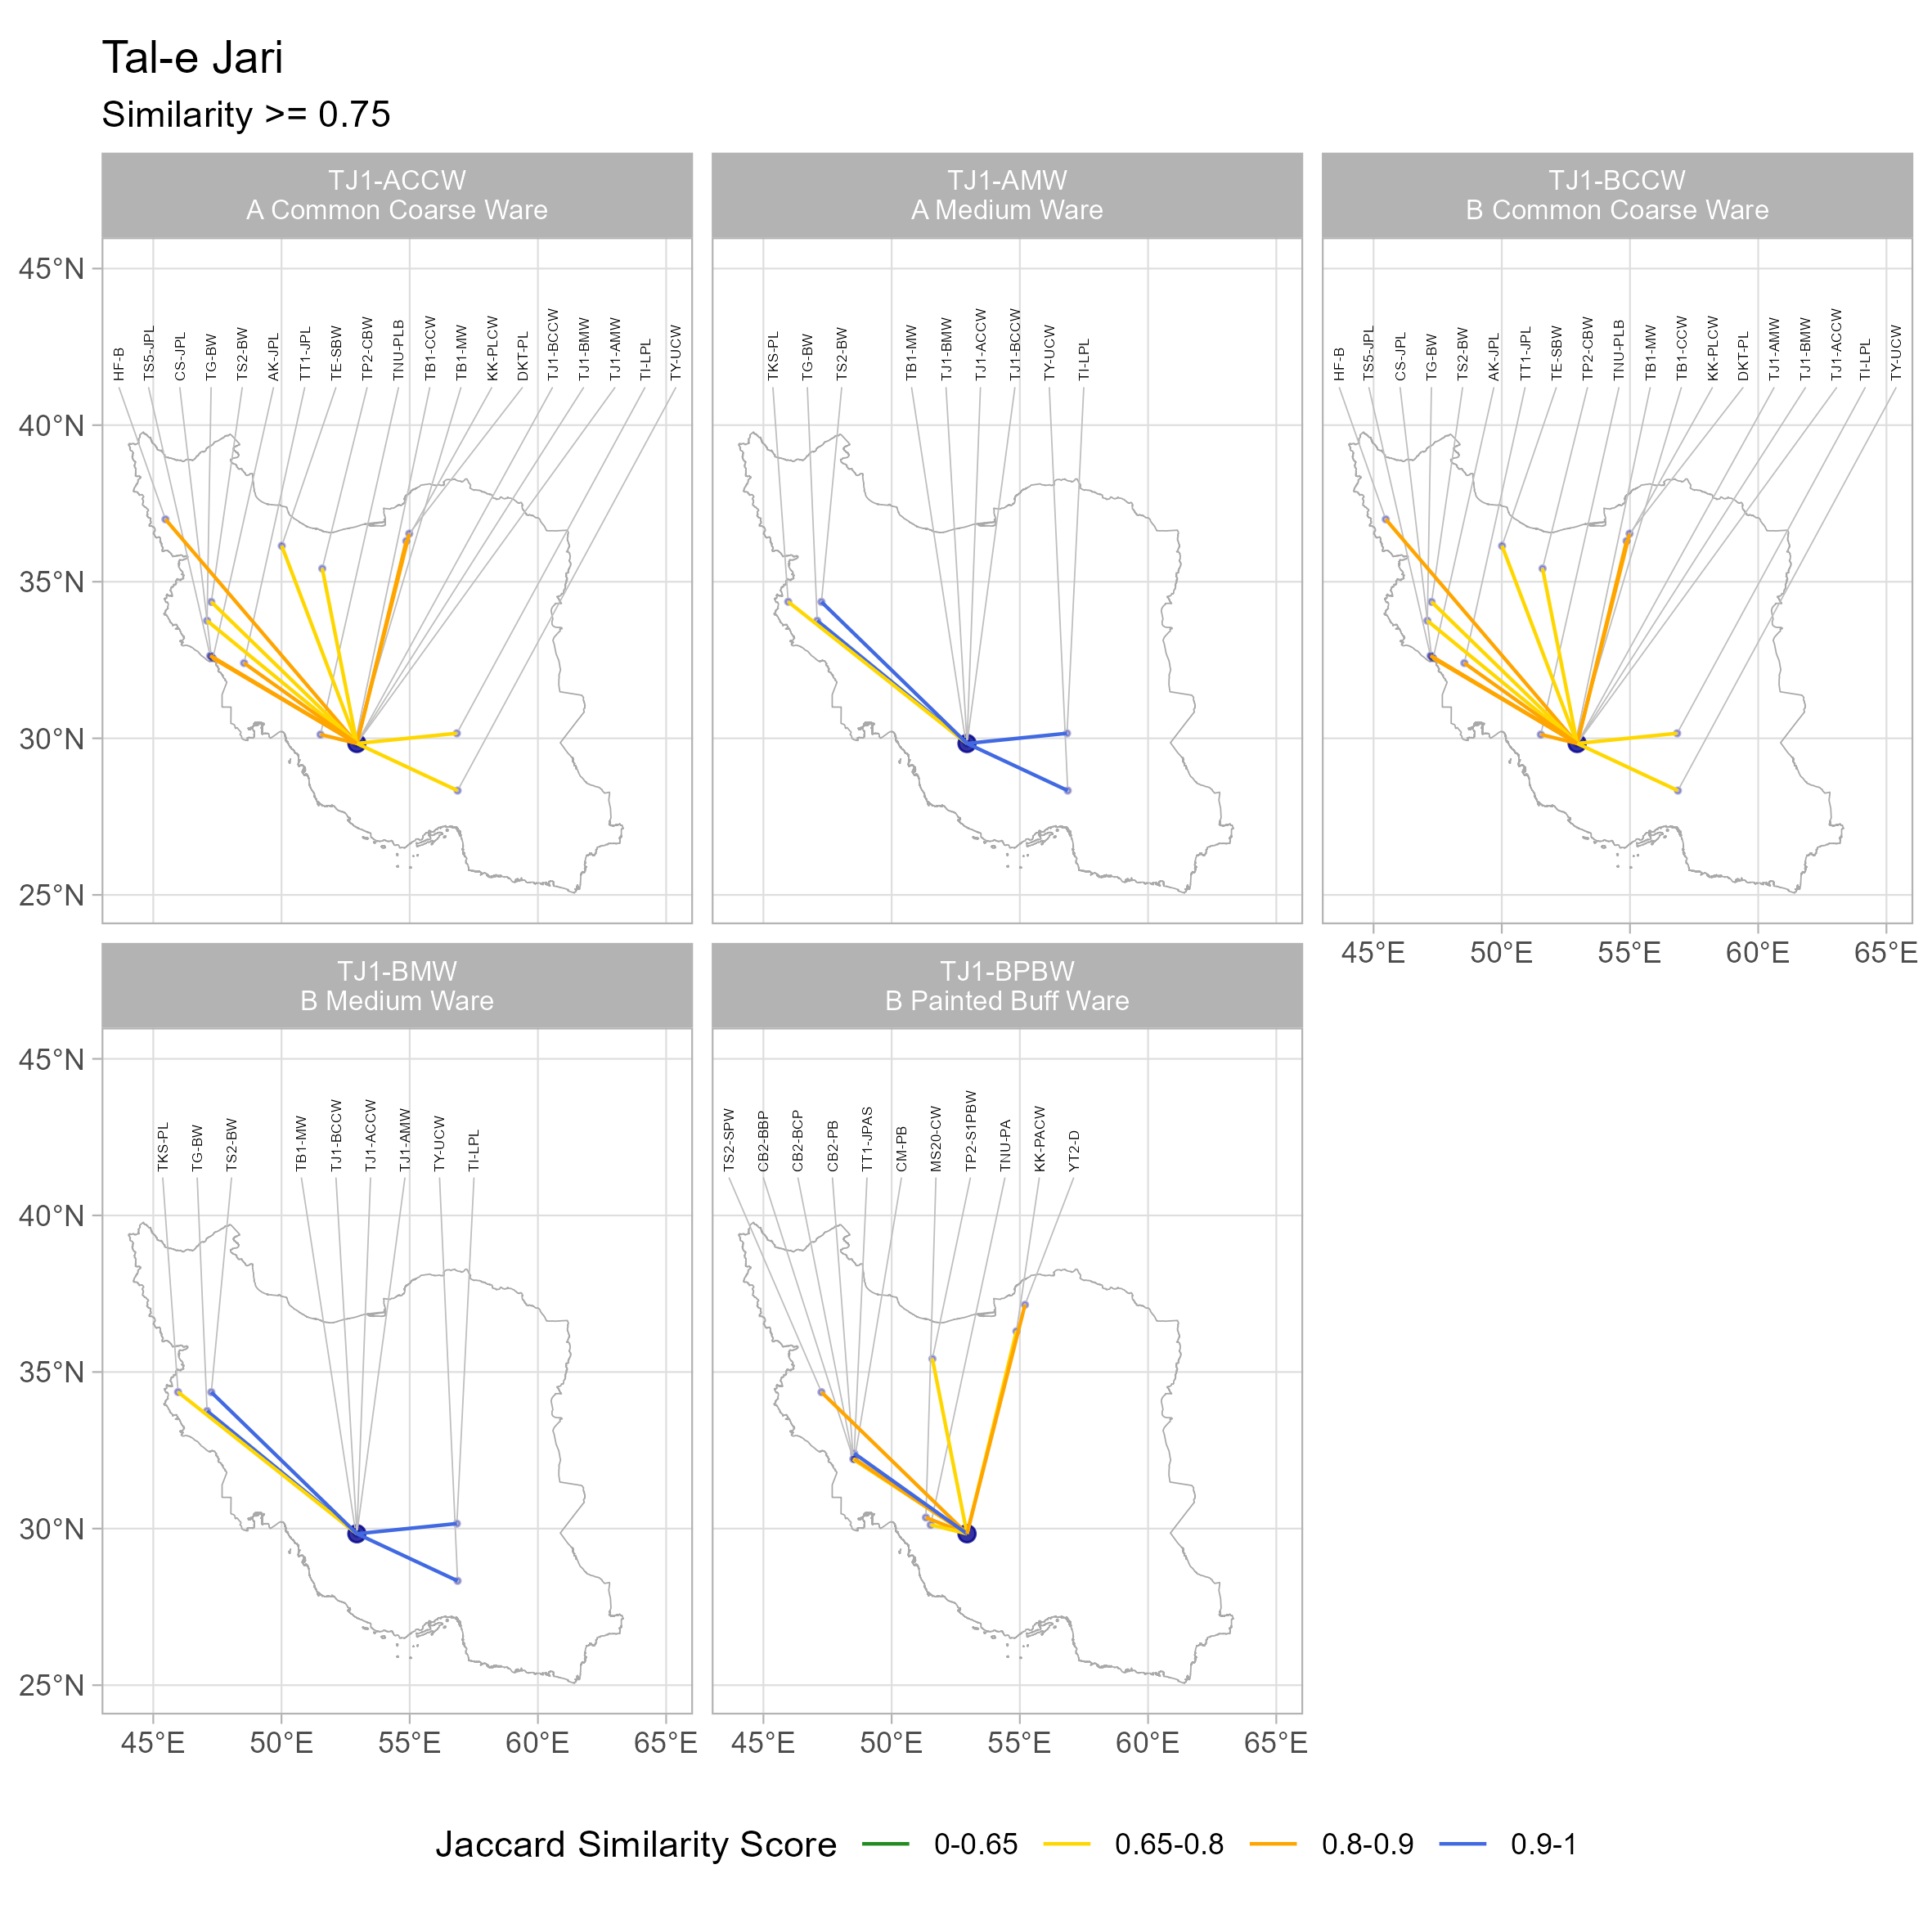 Tal-e Jari
Similarity >= 0.75
TJ1-ACCW
A Common Coarse Ware
TJ1-AMW
A Medium Ware
TJ1-BCCW
B Common Coarse Ware
45°N
40°N
35°N
30°N
25°N
HF-B
TS5-JPL
CS-JPL
TG-BW
TS2-BW
AK-JPL
TT1-JPL
TE-SBW
TP2-CBW
TNU-PLB
TB1-CCW
TB1-MW
KK-PLCW
DKT-PL
TJ1-BCCW
TJ1-BMW
TJ1-AMW
TI-LPL
TY-UCW
TKS-PL
TG-BW
TS2-BW
TB1-MW
TJ1-BMW
TJ1-ACCW
TJ1-BCCW
TY-UCW
TI-LPL
HF-B
TS5-JPL
CS-JPL
TG-BW
TS2-BW
AK-JPL
TT1-JPL
TE-SBW
TP2-CBW
TNU-PLB
TB1-MW
TB1-CCW
KK-PLCW
DKT-PL
TJ1-AMW
TJ1-BMW
TJ1-ACCW
TI-LPL
TY-UCW
45°E 50°E 55°E 60°E 65°E
TJ1-BMW
B Medium Ware
TJ1-BPBW
B Painted Buff Ware
45°N
40°N
35°N
30°N
25°N
TKS-PL
TG-BW
TS2-BW
TB1-MW
TJ1-BCCW
TJ1-ACCW
TJ1-AMW
TY-UCW
TI-LPL
TS2-SPW
CB2-BBP
CB2-BCP
CB2-PB
TT1-JPAS
CM-PB
MS20-CW
TP2-S1PBW
TNU-PA
KK-PACW
YT2-D
45°E 50°E 55°E 60°E 65°E
45°E 50°E 55°E 60°E 65°E
Jaccard Similarity Score 0-0.65 0.65-0.8 0.8-0.9 0.9-1